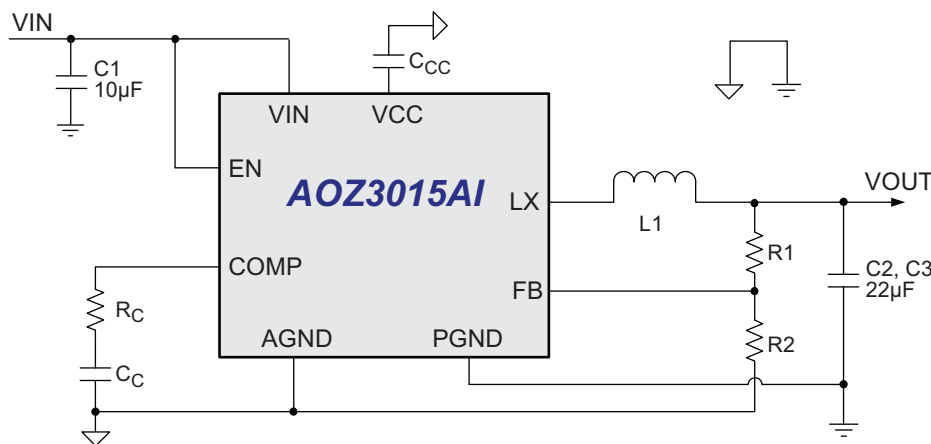 VIN
C1
10µF
CCC
VIN
VCC
EN
AOZ3015AI
LX
L1
VOUT
COMP
R1
C2, C3
22µF
FB
RC
AGND
PGND
R2
CC